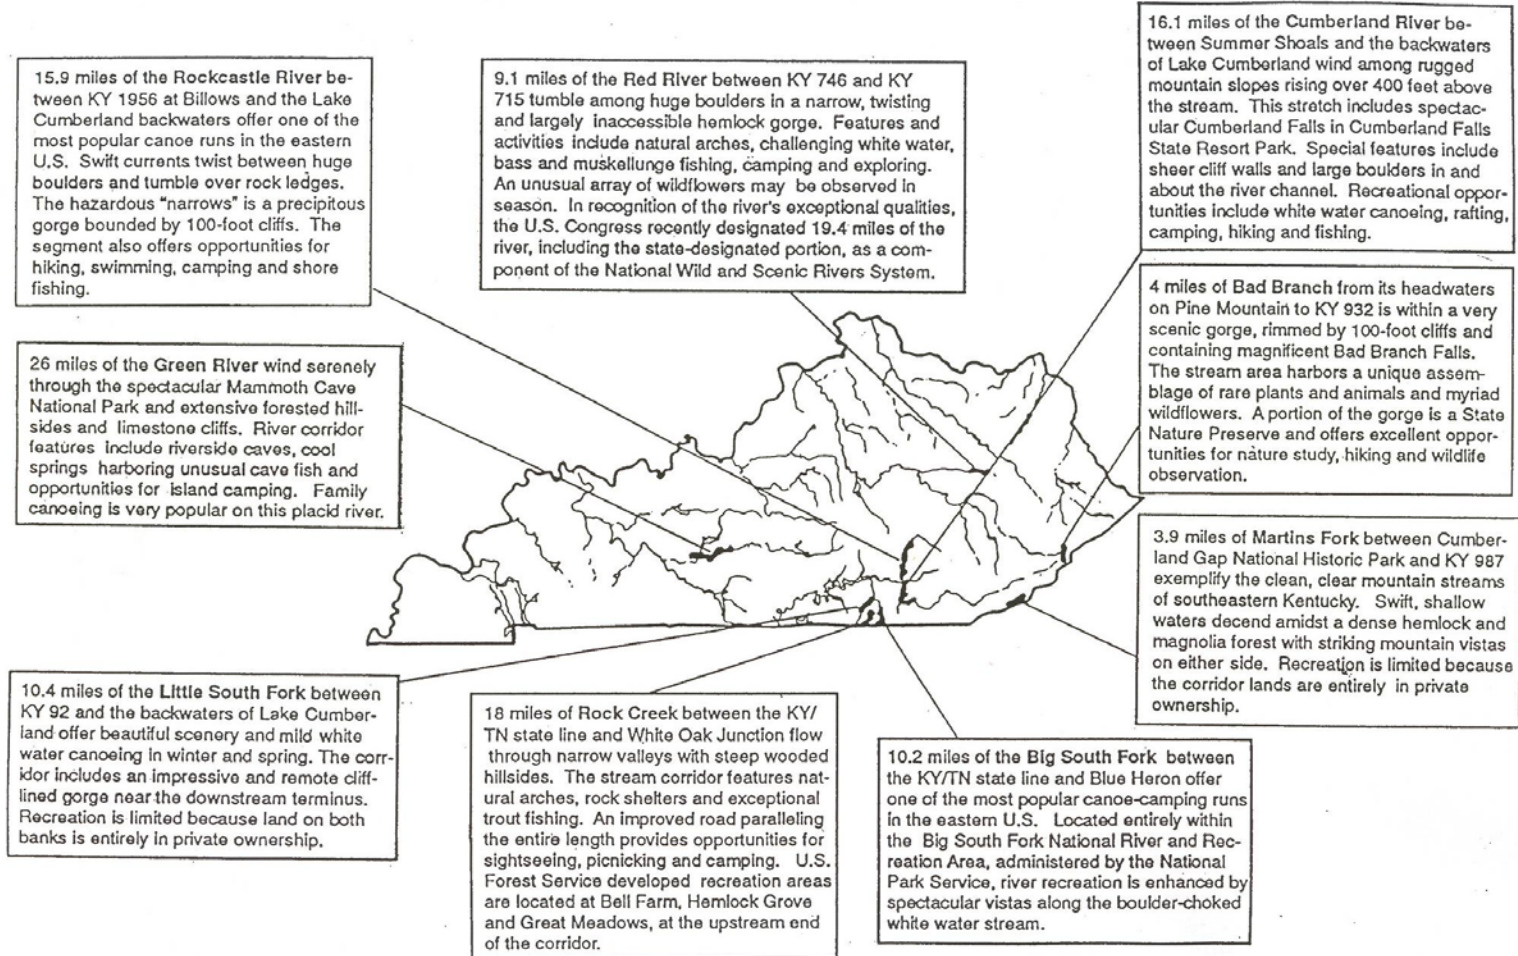 15.9 miles of the Rockcastle River be-
tween KY 1956 at Billows and the Lake
Cumberland backwaters offer one of the
most popular canoe runs in the eastern
U.S. Swift currents twist between huge
boulders and tumble over rock ledges.
The hazardous "narrows" is a precipitous
gorge bounded by 100-foot cliffs. The
segment also offers opportunities for
hiking, swimming, camping and shore
fishing.
9.1 miles of the Red River between KY 746 and KY
715 tumble among huge boulders in a narrow, twisting
and largely inaccessible hemlock gorge. Features and
activities include natural arches, challenging white water,
bass and muskellunge fishing, camping and exploring.
An unusual array of wildflowers may be observed in
season. In recognition of the river's exceptional qualities,
the U.S. Congress recently designated 19.4 miles of the
river, including the state-designated portion, as a com-
ponent of the National Wild and Scenic Rivers System.
16.1 miles of the Cumberland River be-
tween Summer Shoals and the backwaters
of Lake Cumberland wind among rugged
mountain slopes rising over 400 feet above
the stream. This stretch includes spectac-
ular Cumberland Falls in Cumberland Falls
State Resort Park. Special features include
sheer cliff walls and large boulders in and
about the river channel. Recreational oppor-
tunities include white water canoeing, rafting,
camping, hiking and fishing.
26 miles of the Green River wind serenely
through the spectacular Mammoth Cave
National Park and extensive forested hill-
sides and limestone cliffs. River corridor
features include riverside caves, cool
springs harboring unusual cave fish and
opportunities for island camping. Family
canoeing is very popular on this placid river.
4 miles of Bad Branch from its headwaters
on Pine Mountain to KY 932 is within a very
scenic gorge, rimmed by 100-foot cliffs and
containing magnificent Bad Branch Falls.
The stream area harbors a unique assem-
blage of rare plants and animals and myriad
wildflowers. A portion of the gorge is a State
Nature Preserve and offers excellent oppor-
tunities for nature study, hiking and wildlife
observation.
3.9 miles of Martins Fork between Cumber-
land Gap National Historic Park and KY 987
exemplify the clean, clear mountain streams
of southeastern Kentucky. Swift, shallow
waters decend amidst a dense hemlock and
magnolia forest with striking mountain vistas
on either side. Recreation is limited because
the corridor lands are entirely in private
ownership.
10.4 miles of the Little South Fork between
KY 92 and the backwaters of Lake Cumber-
land offer beautiful scenery and mild white
water canoeing in winter and spring. The corr-
idor includes an impressive and remote cliff-
lined gorge near the downstream terminus.
Recreation is limited because land on both
banks is entirely in private ownership.
18 miles of Rock Creek between the KY/
TN state line and White Oak Junction flow
through narrow valleys with steep wooded
hillsides. The stream corridor features nat-
ural arches, rock shelters and exceptional
trout fishing. An improved road paralleling
the entire length provides opportunities for
sightseeing, picnicking and camping. U.S.
Forest Service developed recreation areas
are located at Bell Farm, Hemlock Grove
and Great Meadows, at the upstream end
of the corridor.
10.2 miles of the Big South Fork between
the KY/TN state line and Blue Heron offer
one of the most popular canoe-camping runs
in the eastern U.S. Located entirely within
the Big South Fork National River and Rec-
reation Area, administered by the National
Park Service, river recreation is enhanced by
spectacular vistas along the boulder-choked
white water stream.